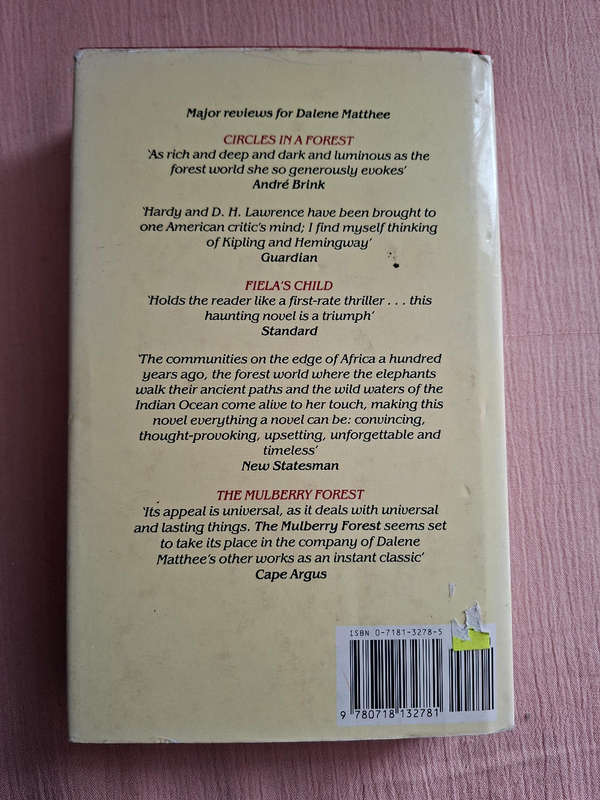 Major reviews for Dalene Matthee
CIRCLES IN A FOREST
'As rich and deep and dark and luminous as the
forest world she so generously evokes'
André Brink
'Hardy and D. H. Lawrence have been brought to
one American critic's mind; I find myself thinking
of Kipling and Hemingway'
Guardian
FIELA'S CHILD
'Holds the reader like a first-rate thriller . . . this
haunting novel is a triumph'
Standard
'The communities on the edge of Africa a hundred
years ago, the forest world where the elephants
walk their ancient paths and the wild waters of the
Indian Ocean come alive to her touch, making this
novel everything a novel can be: convincing,
thought-provoking, upsetting, unforgettable and
timeless'
New Statesman
THE MULBERRY FOREST
'Its appeal is universal, as it deals with universal
and lasting things. The Mulberry Forest seems set
to take its place in the company of Dalene
Matthee's other works as an instant classic'
Cape Argus
ISBN 0-7181-3278-5
9 780718 132781